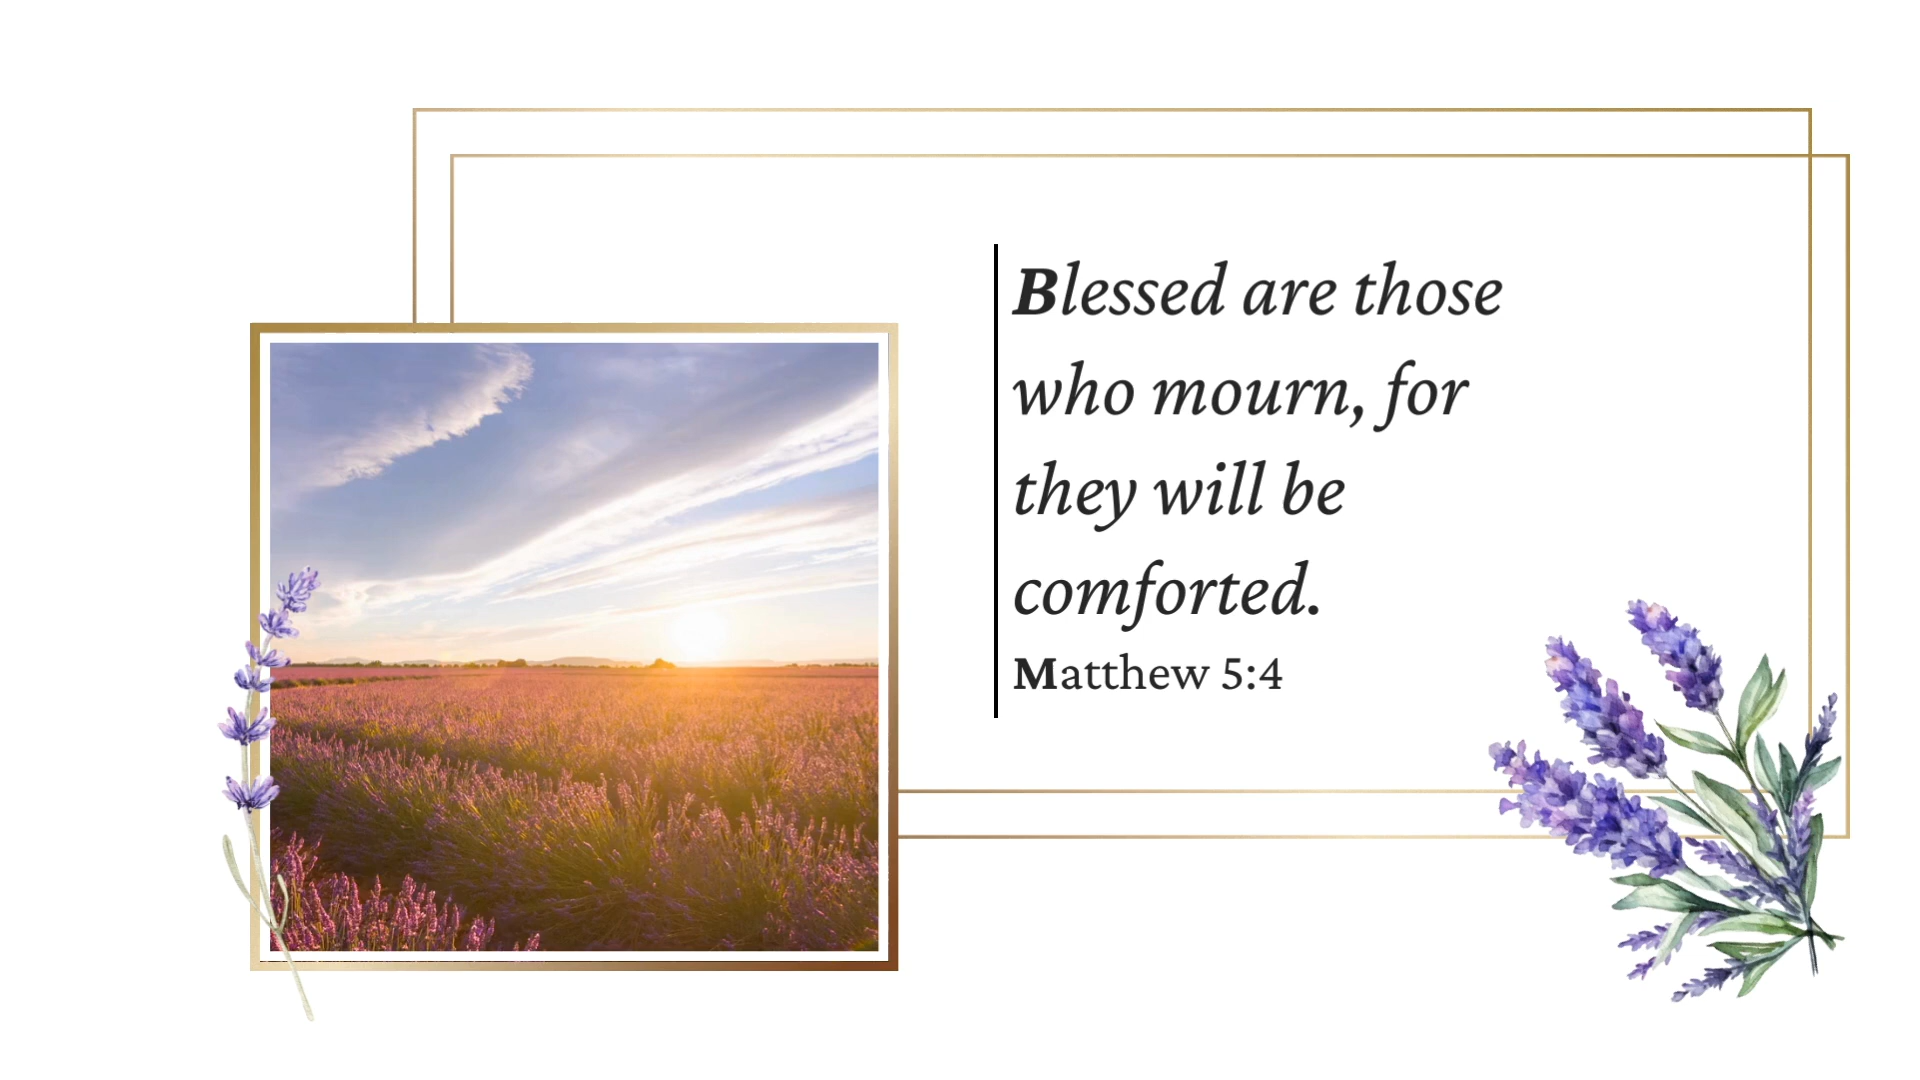 Blessed are those
who mourn, for
they will be
comforted.
Matthew 5:4